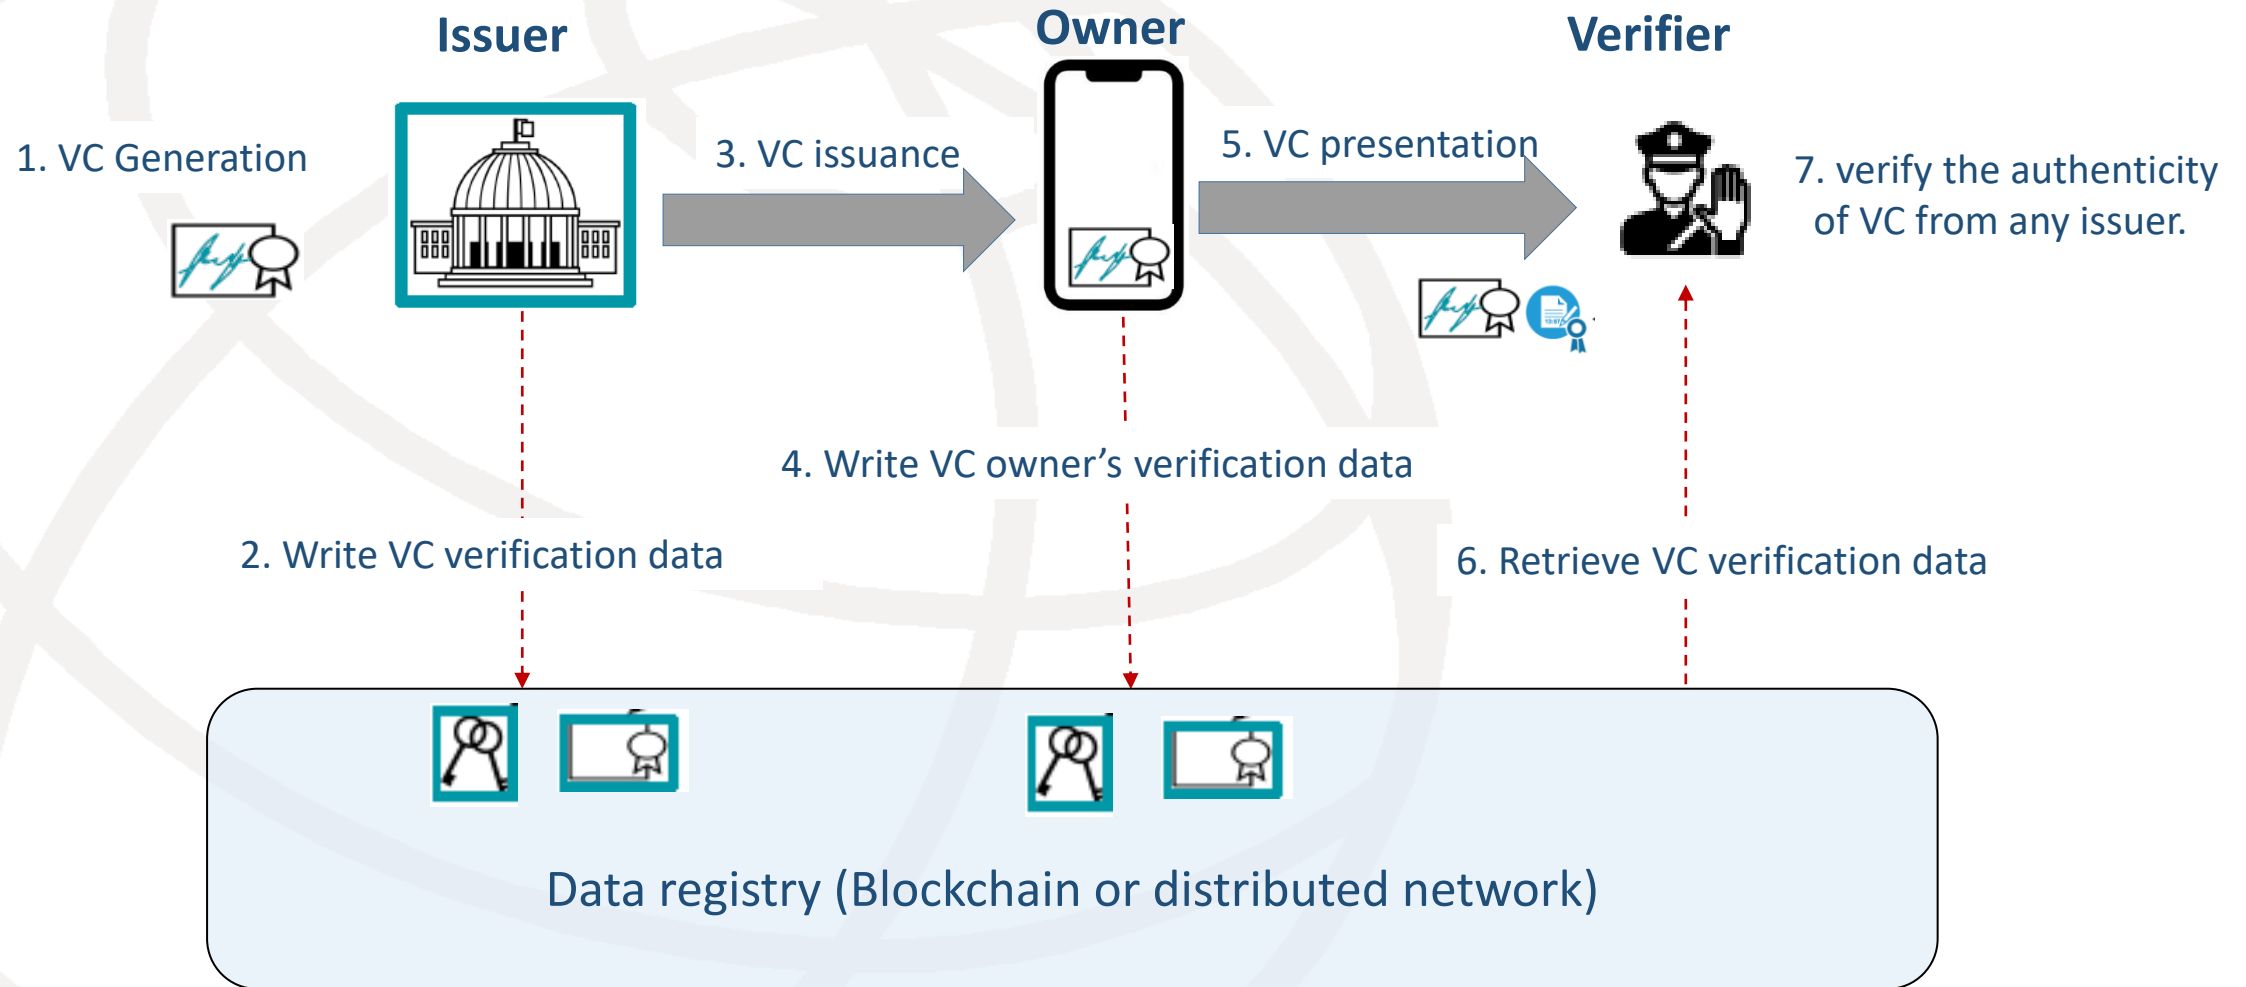 Issuer
Owner
Verifier
1. VC Generation
3. VC issuance
5. VC presentation
7. verify the authenticity
of VC from any issuer.
4. Write VC owner’s verification data
2. Write VC verification data
6. Retrieve VC verification data
Data registry (Blockchain or distributed network)